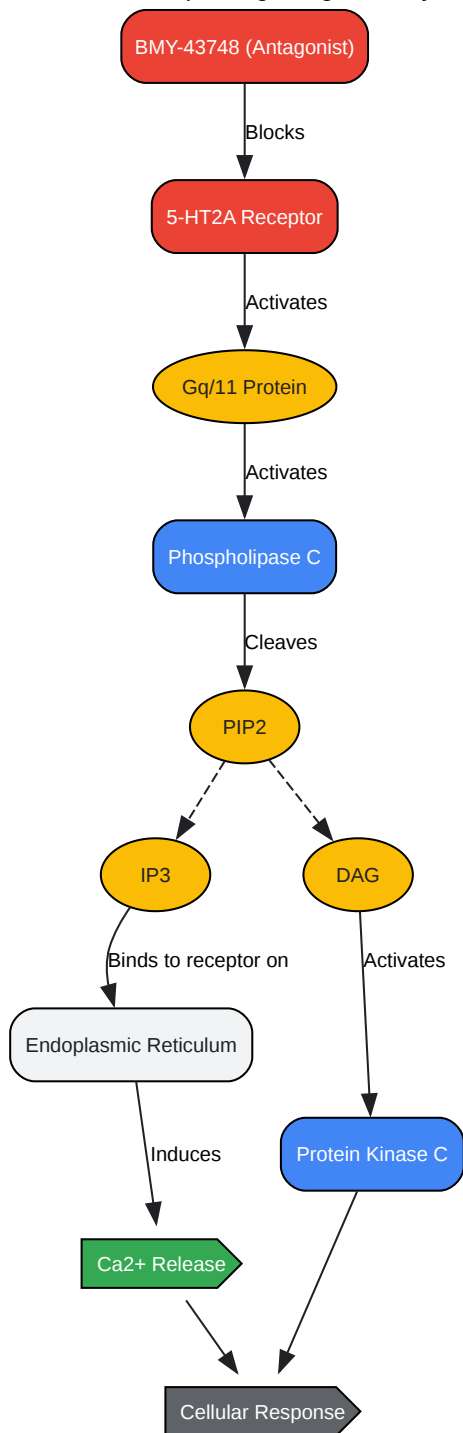 BMY-43748 (Antagonist)
Blocks
5-HT2A Receptor
Activates
Gq/11 Protein
Activates
Phospholipase C
Cleaves
PIP2
IP3
DAG
Binds to receptor on
Activates
Endoplasmic Reticulum
Induces
Protein Kinase C
Ca2+ Release
Cellular Response